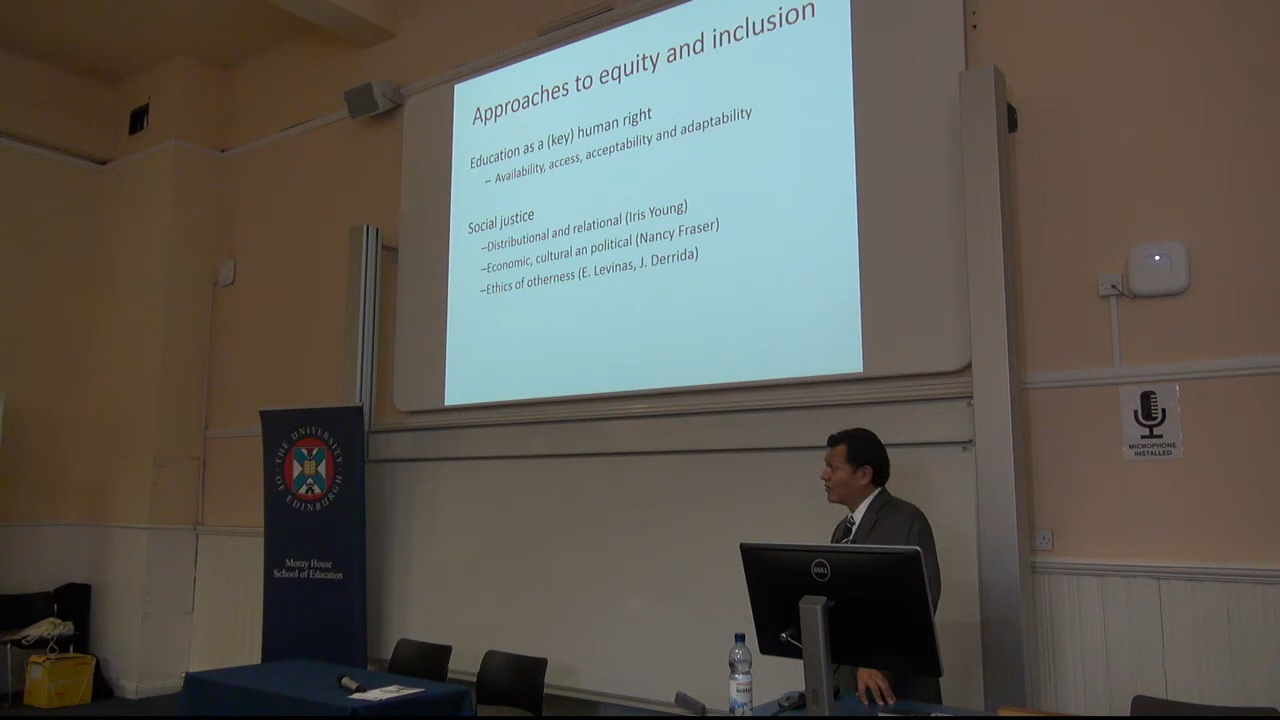 Approaches to equity and inclusion
Education as a (key) human right
– Availability, access, acceptability and adaptability
Social justice
–Distributional and relational (Iris Young)
–Economic, cultural an political (Nancy Fraser)
–Ethics of otherness (E. Levinas, J. Derrida)
THE UNIVERSITY OF EDINBURGH
Moray House
School of Education
MICROPHONE
INSTALLED
DELL